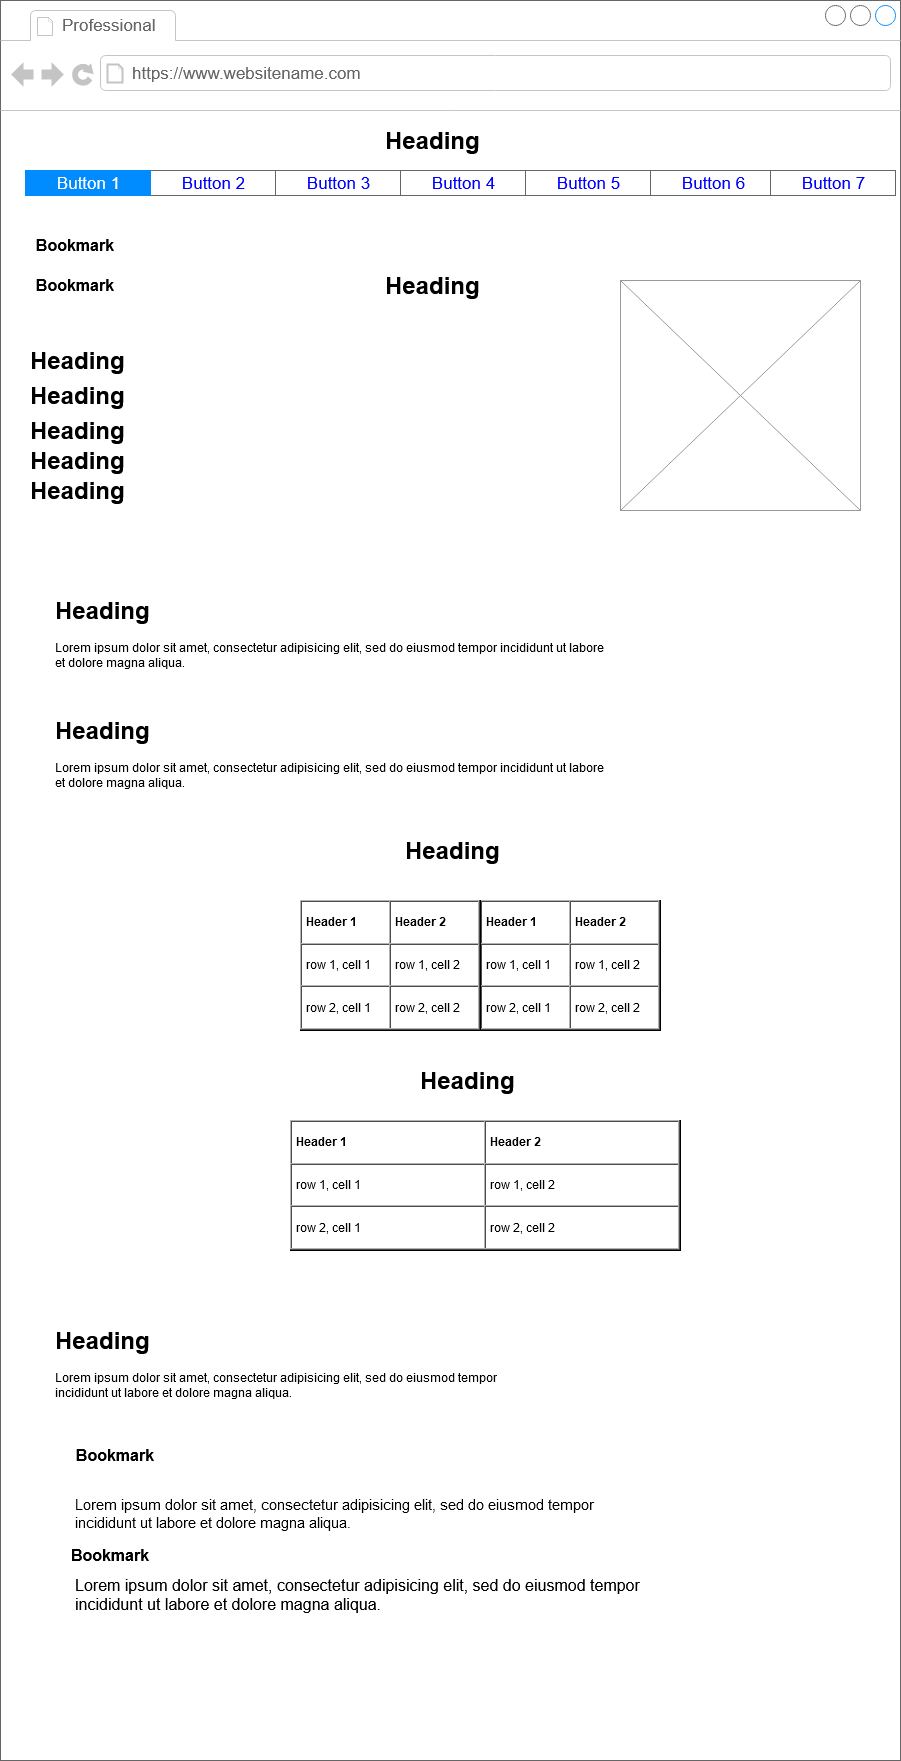 Professional
https://www.websitename.com
Heading
Button 1 Button 2 Button 3 Button 4 Button 5 Button 6 Button 7
Bookmark
Bookmark
Heading
Heading
Heading
Heading
Heading
Heading
Heading
Lorem ipsum dolor sit amet, consectetur adipisicing elit, sed do eiusmod tempor incididunt ut labore
et dolore magna aliqua.
Heading
Lorem ipsum dolor sit amet, consectetur adipisicing elit, sed do eiusmod tempor incididunt ut labore
et dolore magna aliqua.
Heading
Header 1 Header 2 Header 1 Header 2
row 1, cell 1 row 1, cell 2 row 1, cell 1 row 1, cell 2
row 2, cell 1 row 2, cell 2 row 2, cell 1 row 2, cell 2
Heading
Header 1 Header 2
row 1, cell 1 row 1, cell 2
row 2, cell 1 row 2, cell 2
Heading
Lorem ipsum dolor sit amet, consectetur adipisicing elit, sed do eiusmod tempor
incididunt ut labore et dolore magna aliqua.
Bookmark
Lorem ipsum dolor sit amet, consectetur adipisicing elit, sed do eiusmod tempor
incididunt ut labore et dolore magna aliqua.
Bookmark
Lorem ipsum dolor sit amet, consectetur adipisicing elit, sed do eiusmod tempor
incididunt ut labore et dolore magna aliqua.